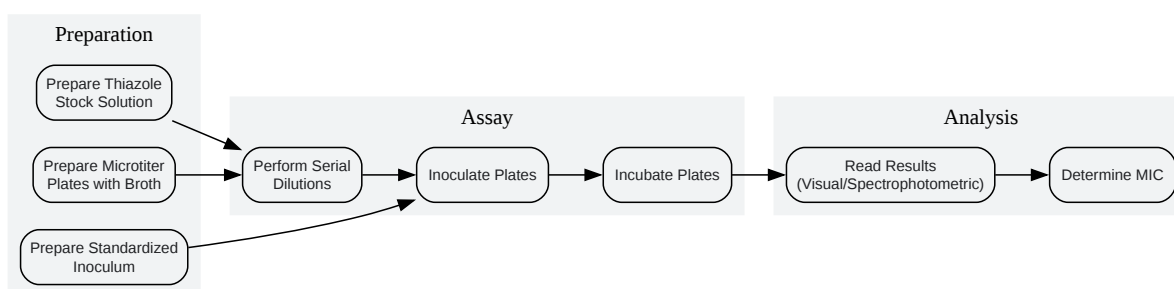 Preparation
Prepare Thiazole
Stock Solution
Prepare Microtiter
Plates with Broth
Prepare Standardized
Inoculum
Assay
Perform Serial
Dilutions
Inoculate Plates
Incubate Plates
Analysis
Read Results
(Visual/Spectrophotometric)
Determine MIC